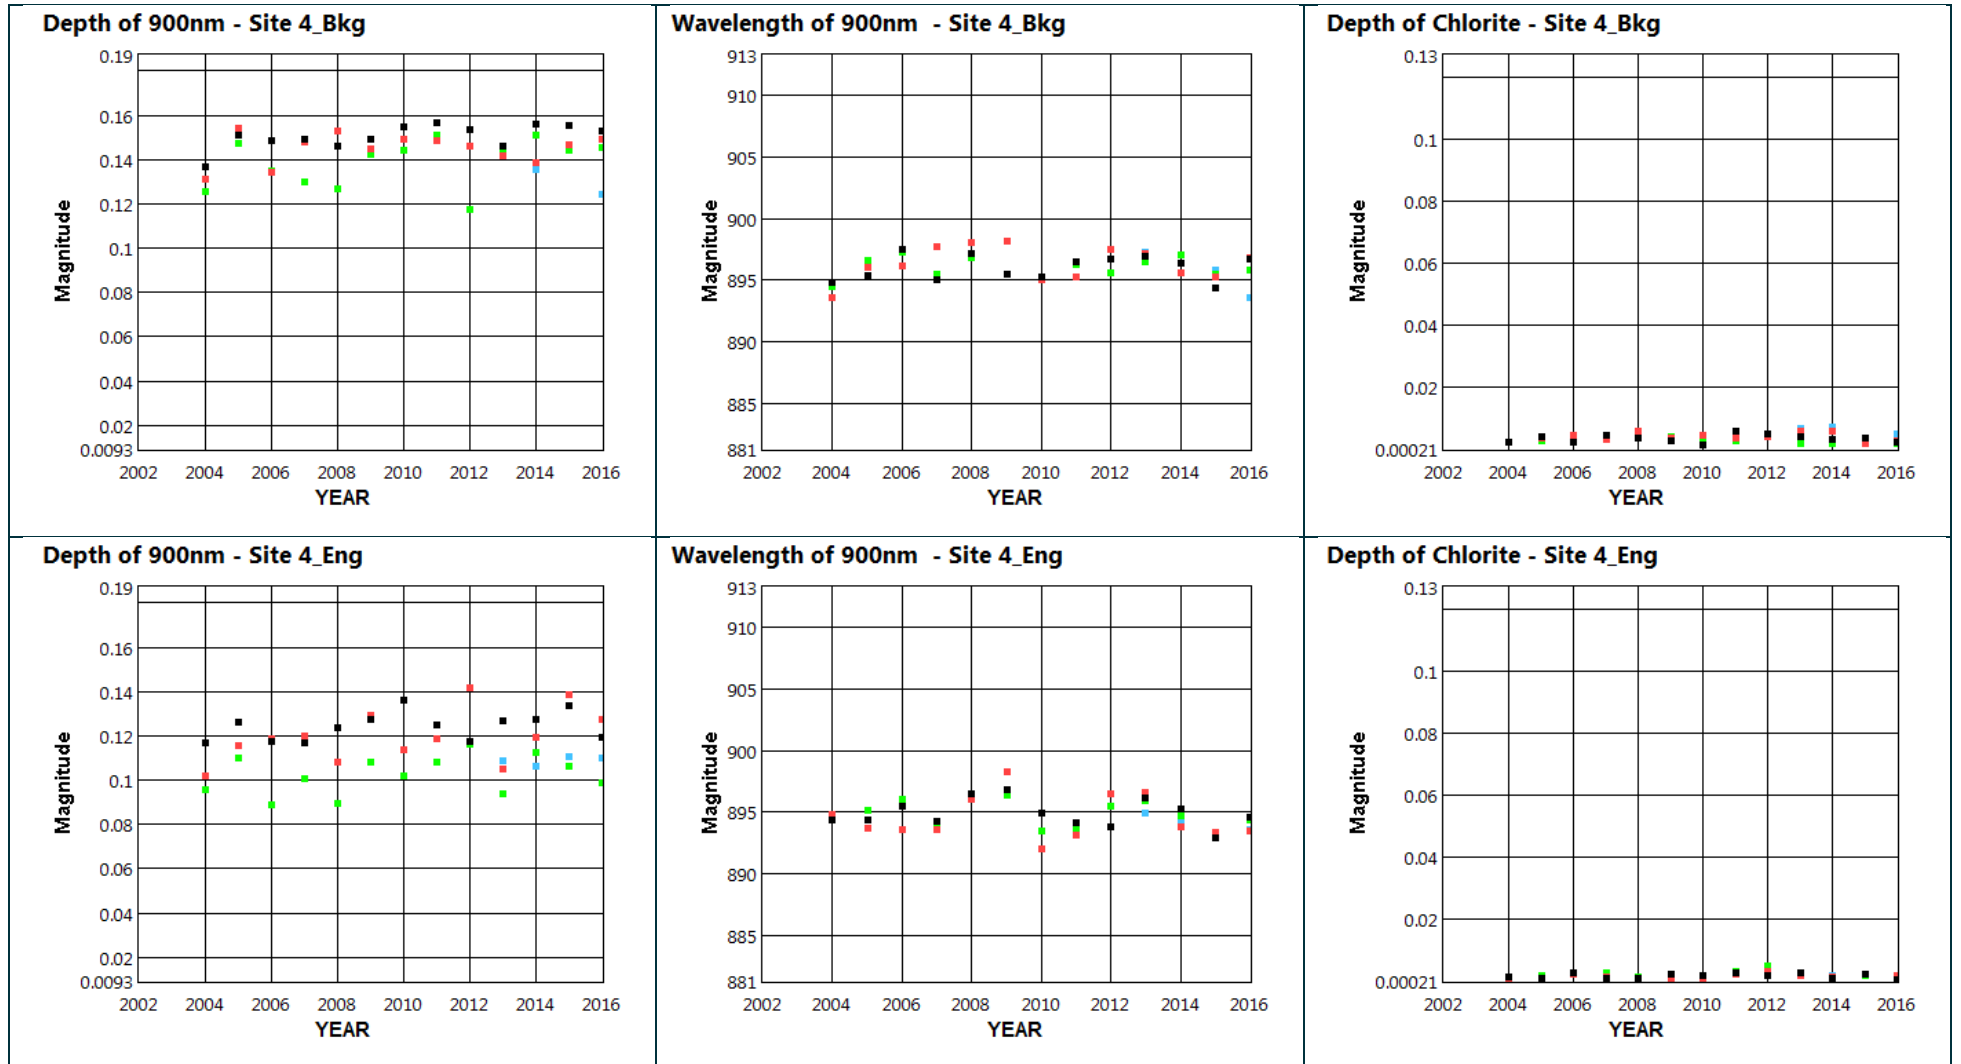 Depth of 900nm - Site 4_Bkg
0.19
0.16
0.14
0.12
0.1
0.08
0.06
0.04
0.02
0.0093
Magnitude
2002 2004 2006 2008 2010 2012 2014 2016
YEAR
Wavelength of 900nm - Site 4_Bkg
913
910
905
900
895
890
885
881
Magnitude
2002 2004 2006 2008 2010 2012 2014 2016
YEAR
Depth of Chlorite - Site 4_Bkg
0.13
0.1
0.08
0.06
0.04
0.02
0.00021
Magnitude
2002 2004 2006 2008 2010 2012 2014 2016
YEAR
Depth of 900nm - Site 4_Eng
0.19
0.16
0.14
0.12
0.1
0.08
0.06
0.04
0.02
0.0093
Magnitude
2002 2004 2006 2008 2010 2012 2014 2016
YEAR
Wavelength of 900nm - Site 4_Eng
913
910
905
900
895
890
885
881
Magnitude
2002 2004 2006 2008 2010 2012 2014 2016
YEAR
Depth of Chlorite - Site 4_Eng
0.13
0.1
0.08
0.06
0.04
0.02
0.00021
Magnitude
2002 2004 2006 2008 2010 2012 2014 2016
YEAR